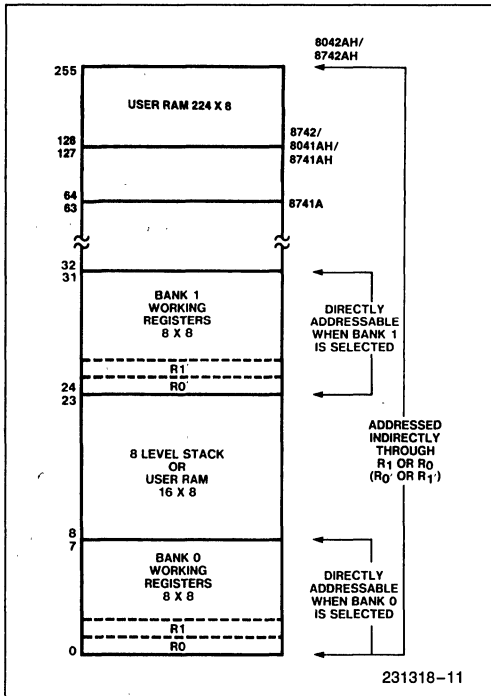 8042AH/
8742AH
255
USER RAM 224 X 8
128
127
8742/
8041AH/
8741AH
64
63
8741A
32
31
BANK 1
WORKING
REGISTERS
8 X 8
DIRECTLY
ADDRESSABLE
WHEN BANK 1
IS SELECTED
R1'
R0'
24
23
ADDRESSED
INDIRECTLY
THROUGH
R1 OR R0
(R0' OR R1')
8 LEVEL STACK
OR
USER RAM
16 X 8
8
7
BANK 0
WORKING
REGISTERS
8 X 8
DIRECTLY
ADDRESSABLE
WHEN BANK 0
IS SELECTED
R1
R0
0
231318-11